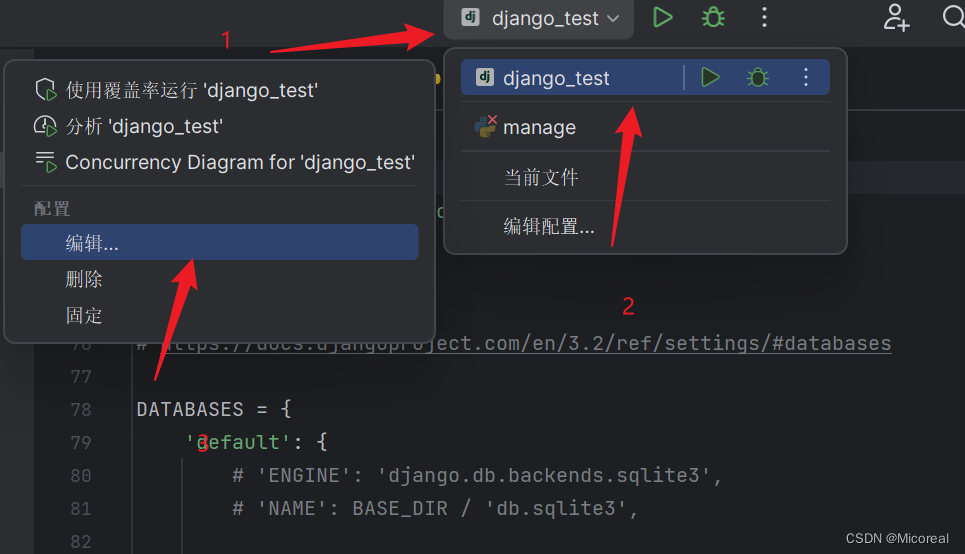 django_test
1
使用覆盖率运行 'django_test'
分析 'django_test'
Concurrency Diagram for 'django_test'
配置
编辑...
删除
固定
django_test
manage
当前文件
编辑配置...
2
# https://docs.djangoproject.com/en/3.2/ref/settings/#databases
77
78 DATABASES = {
79 'default': {
3
80 # 'ENGINE': 'django.db.backends.sqlite3',
81 # 'NAME': BASE_DIR / 'db.sqlite3',
82
CSDN @Micoreal